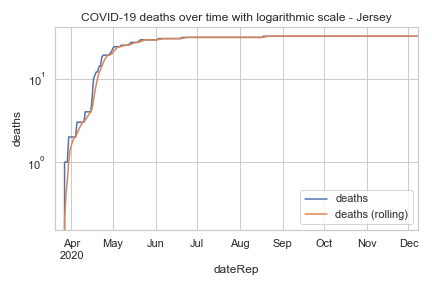 COVID-19 deaths over time with logarithmic scale - Jersey
deaths
10¹
10⁰
deaths
deaths (rolling)
Apr May Jun Jul Aug Sep Oct Nov Dec
2020
dateRep